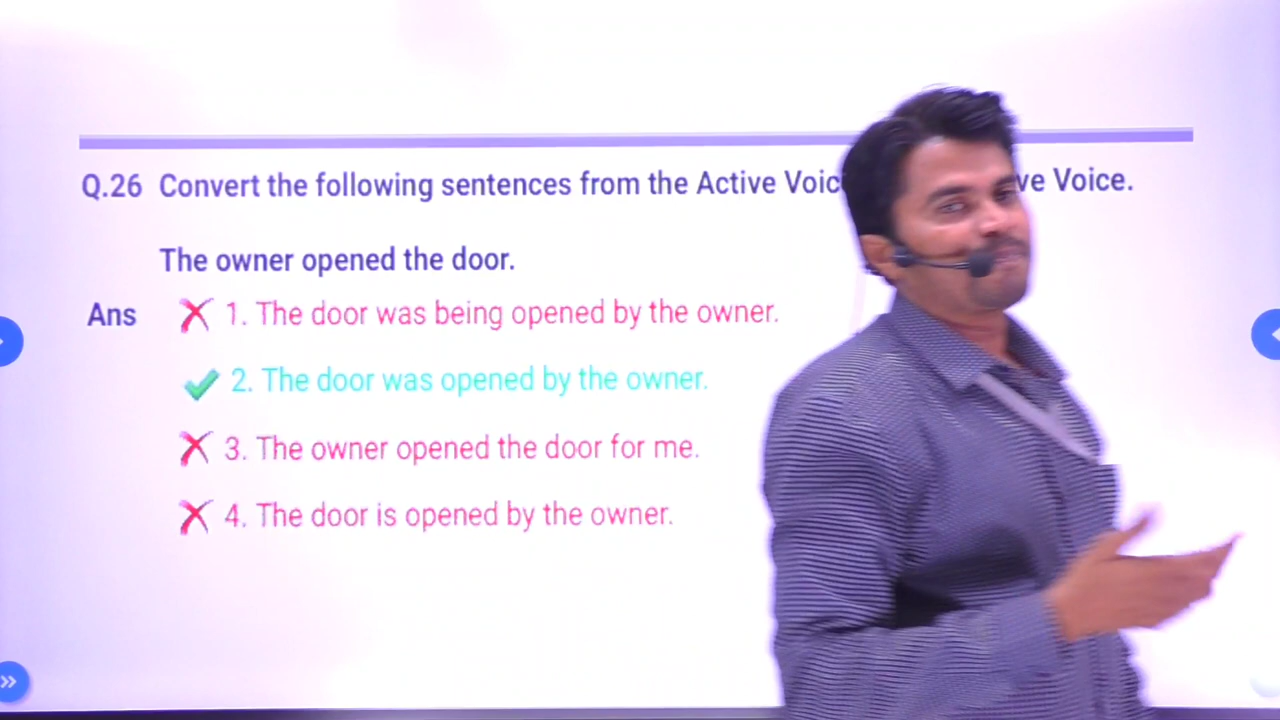 Q.26 Convert the following sentences from the Active Voice Voice.
The owner opened the door.
Ans 1. The door was being opened by the owner.
2. The door was opened by the owner.
3. The owner opened the door for me.
4. The door is opened by the owner.